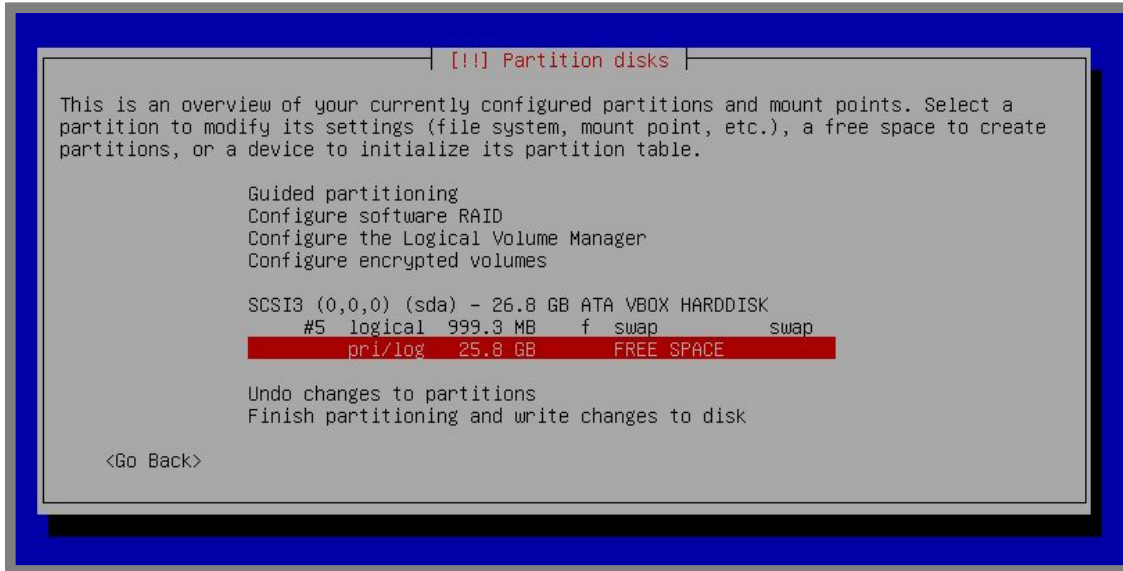 [!!] Partition disks
This is an overview of your currently configured partitions and mount points. Select a
partition to modify its settings (file system, mount point, etc.), a free space to create
partitions, or a device to initialize its partition table.
Guided partitioning
Configure software RAID
Configure the Logical Volume Manager
Configure encrypted volumes
SCSI3 (0,0,0) (sda) – 26.8 GB ATA VBOX HARDDISK
#5 logical 999.3 MB f swap swap
pri/log 25.8 GB FREE SPACE
Undo changes to partitions
Finish partitioning and write changes to disk
<Go Back>